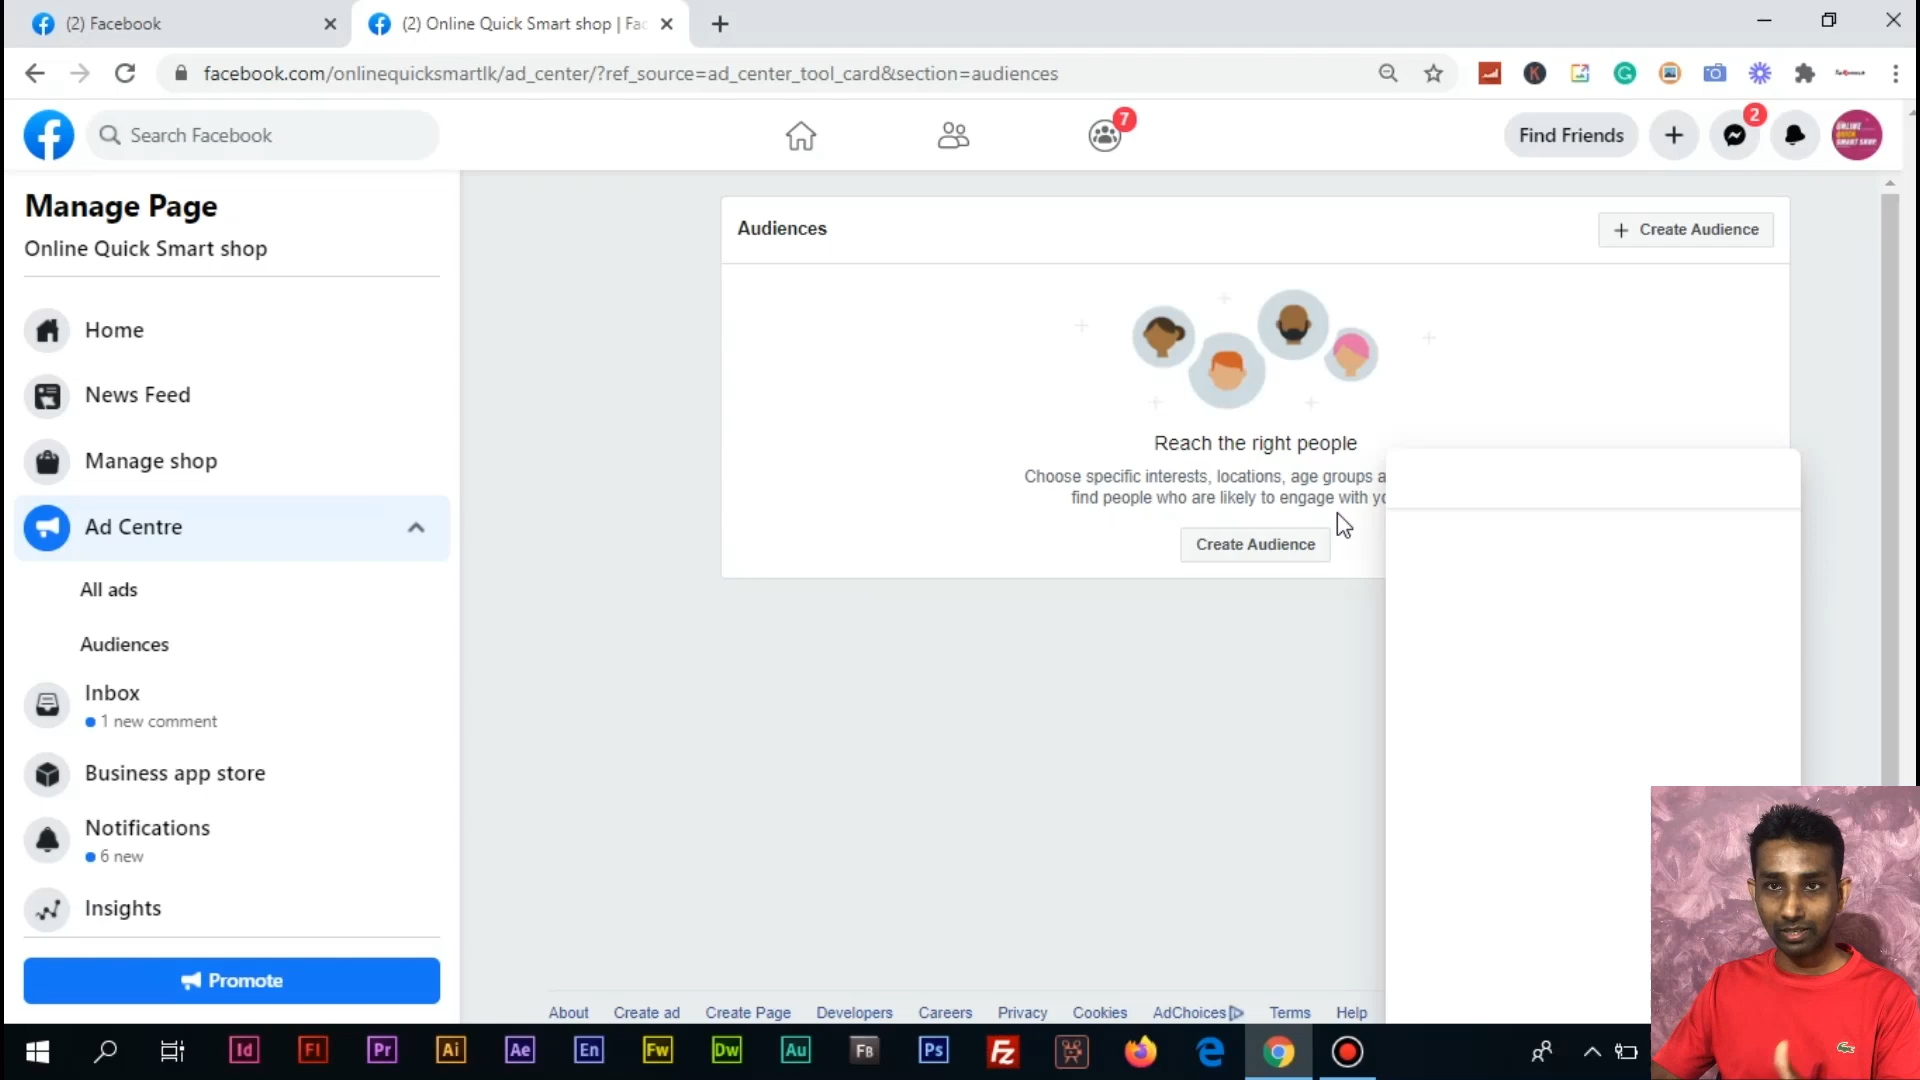 (2) Facebook
(2) Online Quick Smart shop | Fac
facebook.com/onlinequicksmartlk/ad_center/?ref_source=ad_center_tool_card&section=audiences
Search Facebook
7
Find Friends
2
Manage Page
Online Quick Smart shop
Home
News Feed
Manage shop
Ad Centre
All ads
Audiences
Inbox
1 new comment
Business app store
Notifications
6 new
Insights
Promote
Audiences
Create Audience
Reach the right people
Choose specific interests, locations, age groups a
find people who are likely to engage with yo
Create Audience
About Create ad Create Page Developers Careers Privacy Cookies AdChoices Terms Help
Id Fl Pr Ai Ae En Fw Dw Au FB Ps Fz